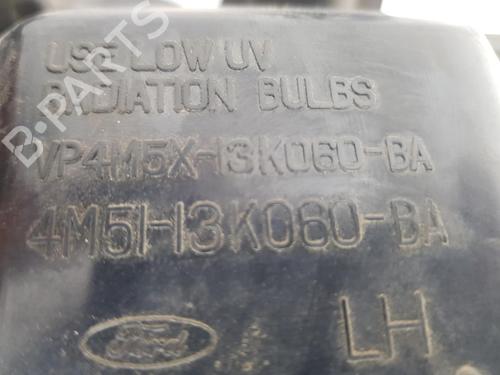 USE LOW UV
RADIATION BULBS
VP4M5X-13K060-BA
4M51-13K060-BA
Ford
LH
B-PARTS